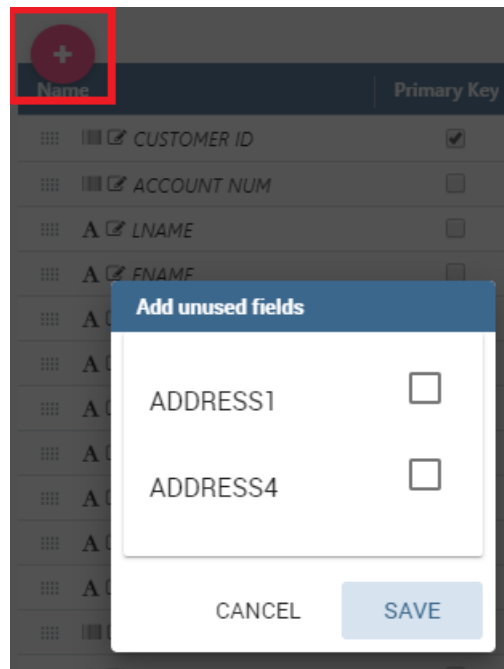 +
Name Primary Key
CUSTOMER ID
ACCOUNT NUM
A LNAME
A FNAME
Add unused fields
A
A
ADDRESS1
A
A
ADDRESS4
A
A
A
CANCEL SAVE